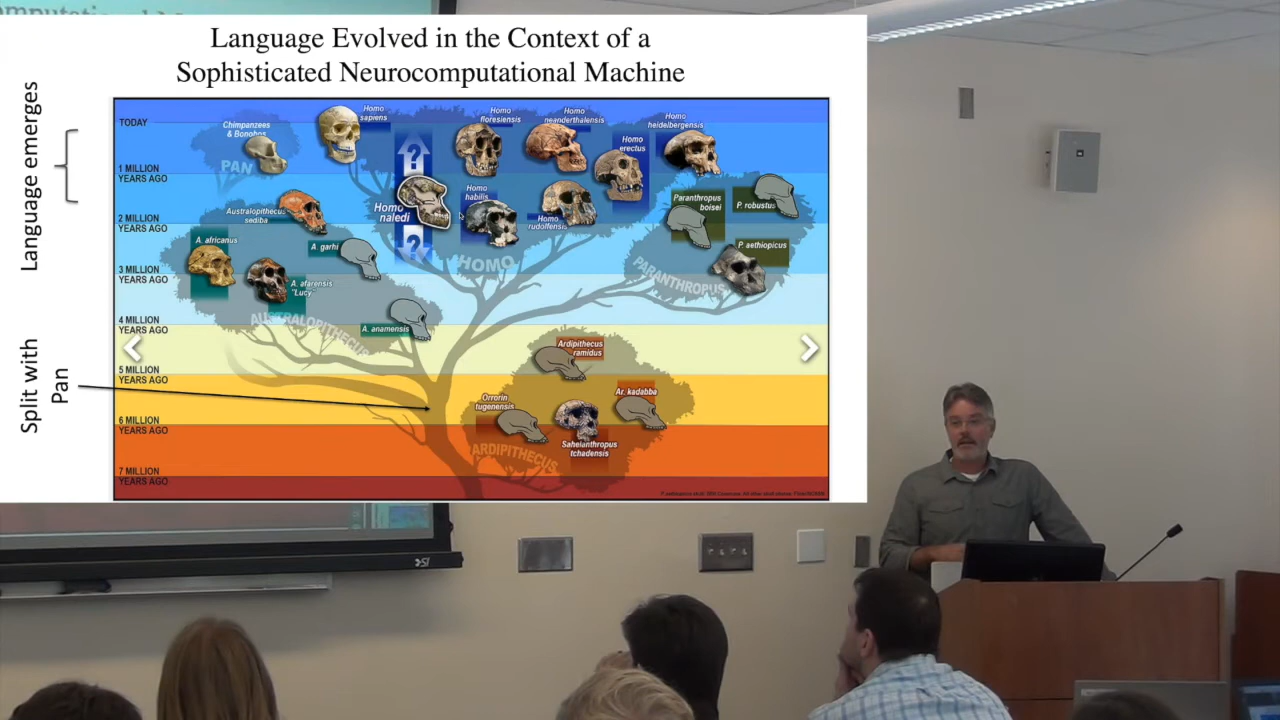 Language Evolved in the Context of a
Sophisticated Neurocomputational Machine
Language emerges
Split with
Pan
TODAY
1 MILLION
YEARS AGO
2 MILLION
YEARS AGO
3 MILLION
YEARS AGO
4 MILLION
YEARS AGO
5 MILLION
YEARS AGO
6 MILLION
YEARS AGO
7 MILLION
YEARS AGO
Chimpanzees
& Bonobos
PAN
Homo
sapiens
?
Homo
naledi
?
Homo
floresiensis
Homo
neanderthalensis
Homo
erectus
Homo
heidelbergensis
Homo
habilis
Homo
rudolfensis
HOMO
Australopithecus
sediba
A. africanus
A. garhi
A. afarensis
"Lucy"
A. anamensis
AUSTRALOPITHECUS
Paranthropus
boisei
P. robustus
P. aethiopicus
PARANTHROPUS
Ardipithecus
ramidus
Orrorin
tugenensis
Ar. kadabba
Sahelanthropus
tchadensis
ARDIPITHECUS